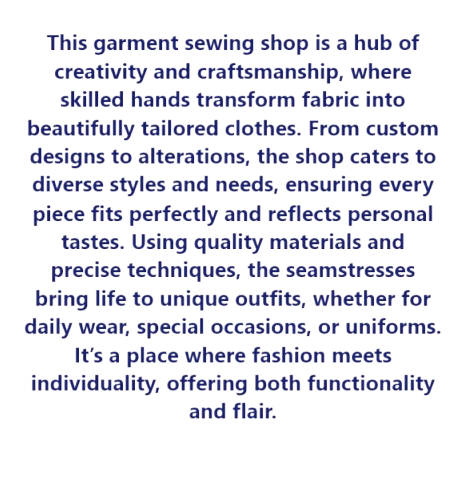 This garment sewing shop is a hub of
creativity and craftsmanship, where
skilled hands transform fabric into
beautifully tailored clothes. From custom
designs to alterations, the shop caters to
diverse styles and needs, ensuring every
piece fits perfectly and reflects personal
tastes. Using quality materials and
precise techniques, the seamstresses
bring life to unique outfits, whether for
daily wear, special occasions, or uniforms.
It’s a place where fashion meets
individuality, offering both functionality
and flair.